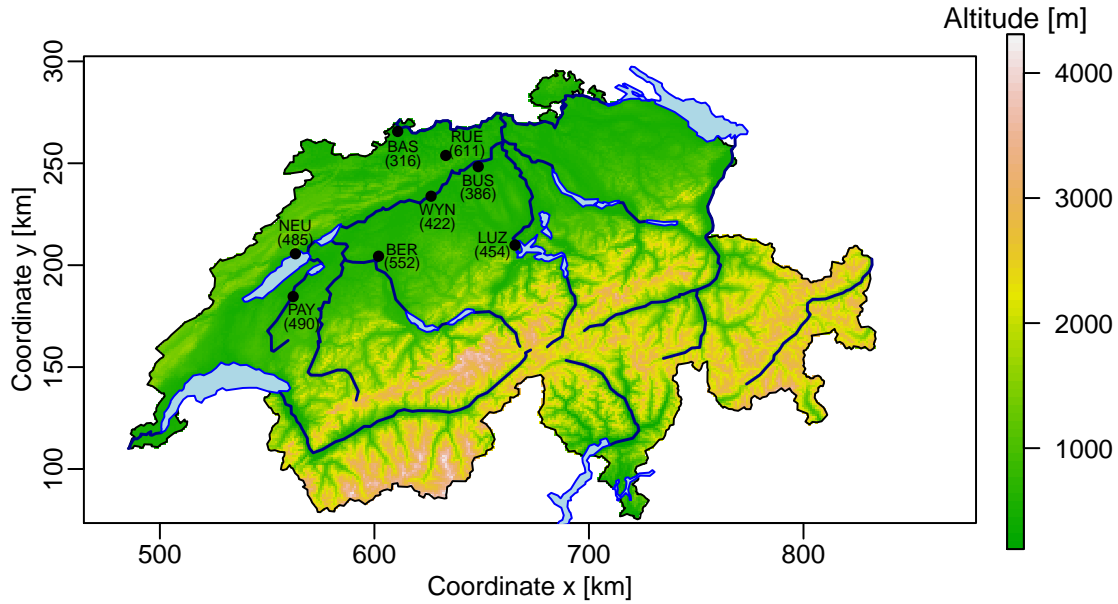 Altitude [m]
300
250
200
150
100
Coordinate y [km]
4000
3000
2000
1000
BAS
(316)
RUE
(611)
BUS
(386)
WYN
(422)
NEU
(485)
BER
(552)
LUZ
(454)
PAY
(490)
500
600
700
800
Coordinate x [km]